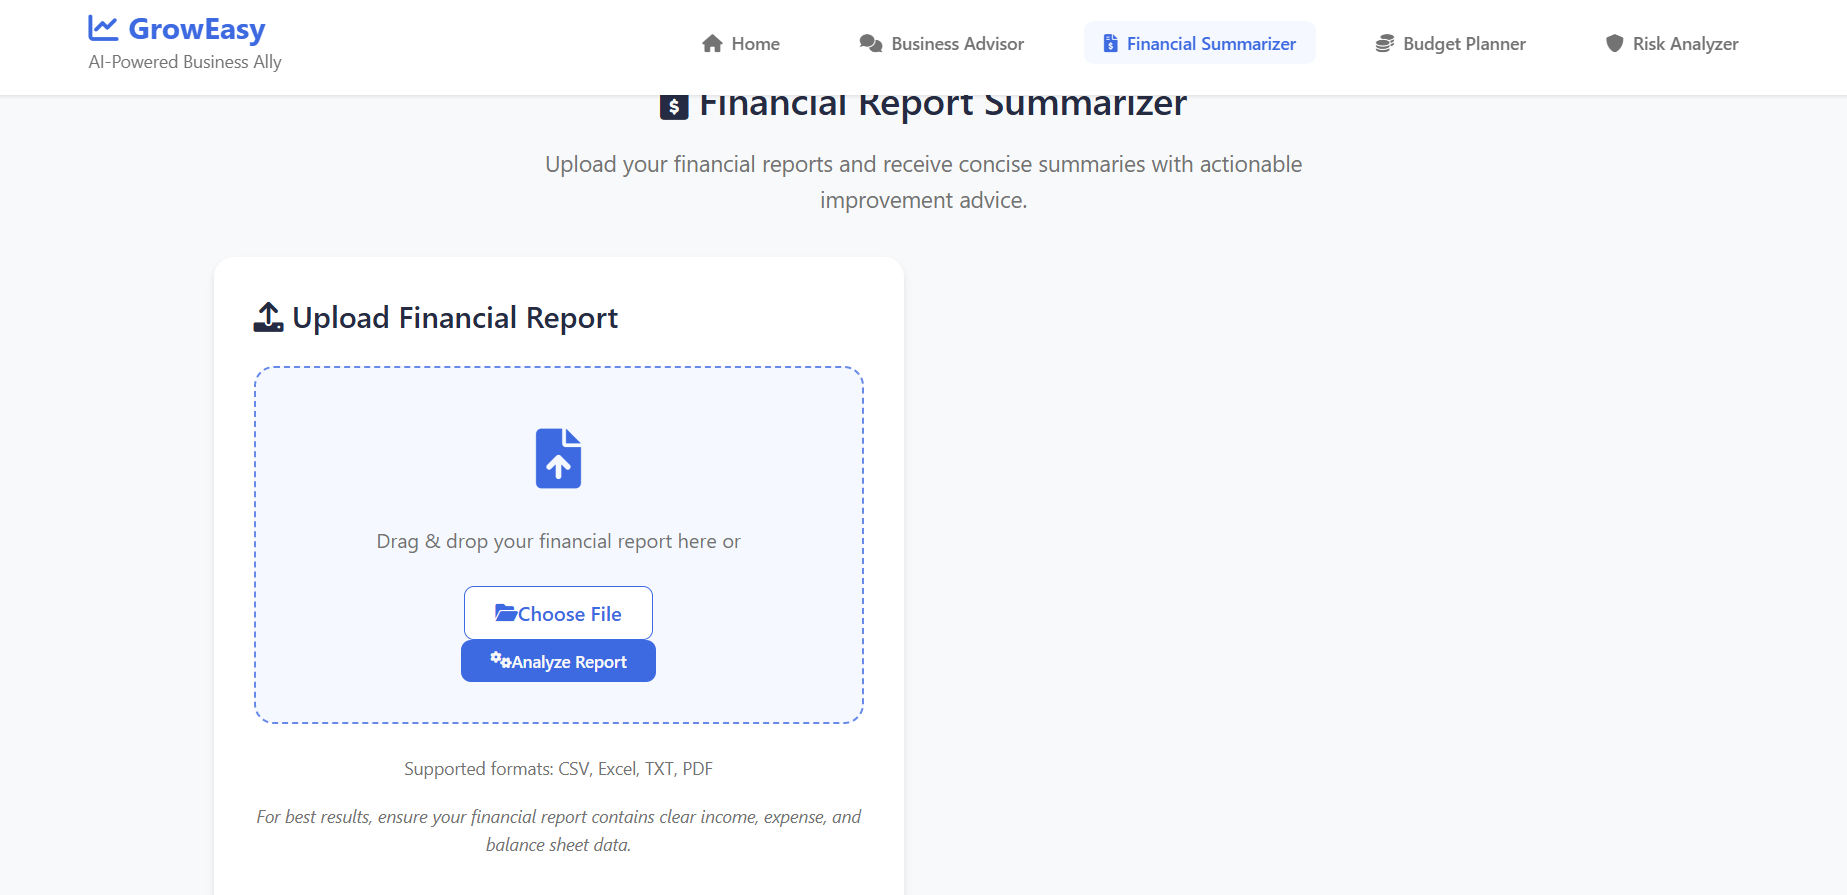 GrowEasy
AI-Powered Business Ally
Home
Business Advisor
Financial Summarizer
Budget Planner
Risk Analyzer
Financial Report Summarizer
Upload your financial reports and receive concise summaries with actionable
improvement advice.
Upload Financial Report
Drag & drop your financial report here or
Choose File
Analyze Report
Supported formats: CSV, Excel, TXT, PDF
For best results, ensure your financial report contains clear income, expense, and
balance sheet data.